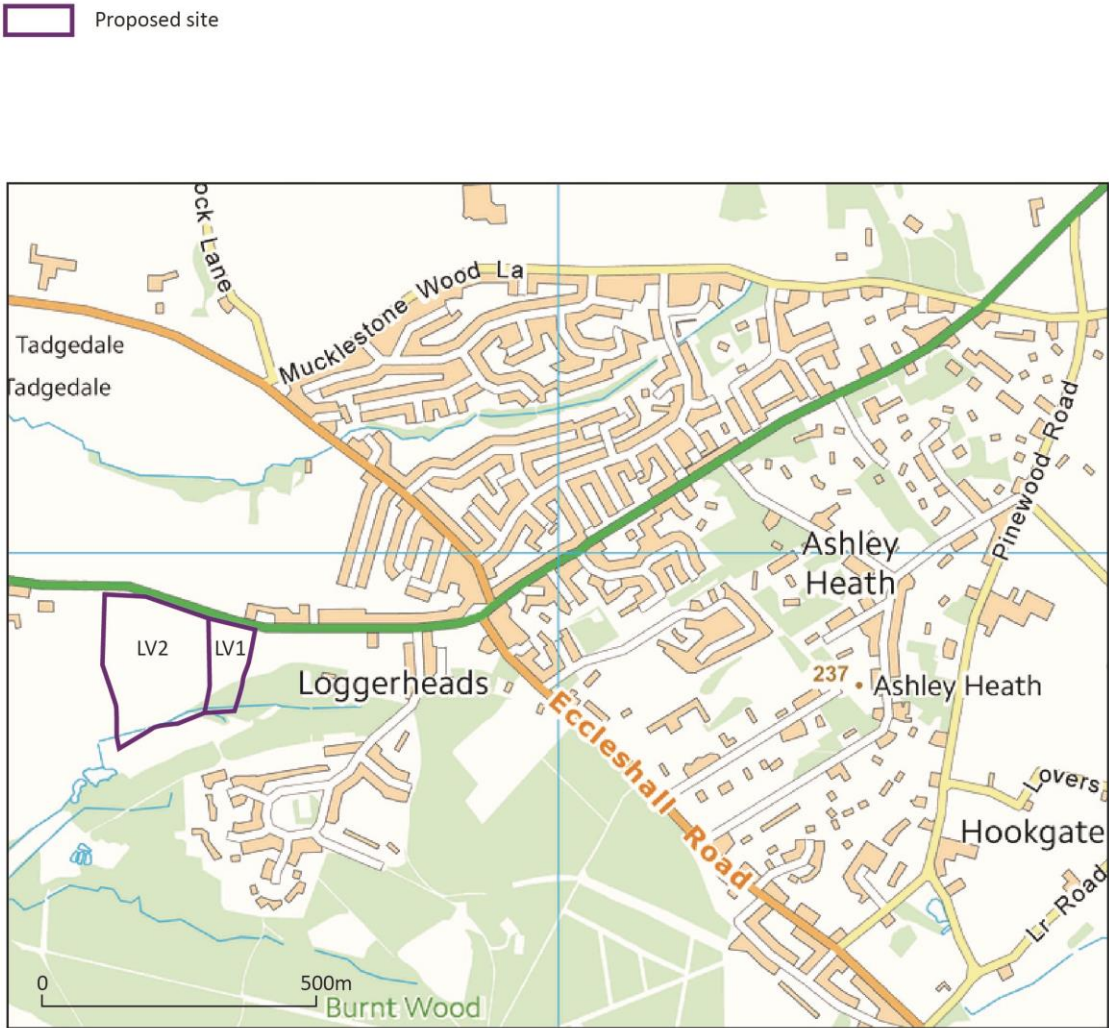 Proposed site
ock Lane
Mucklestone Wood La
Tadgedale
Tadgedale
Pinewood Road
Ashley
Heath
LV2
LV1
Loggerheads
237
Ashley Heath
Eccleshall Road
Lovers
Hookgate
Lr Road
0
500m
Burnt Wood